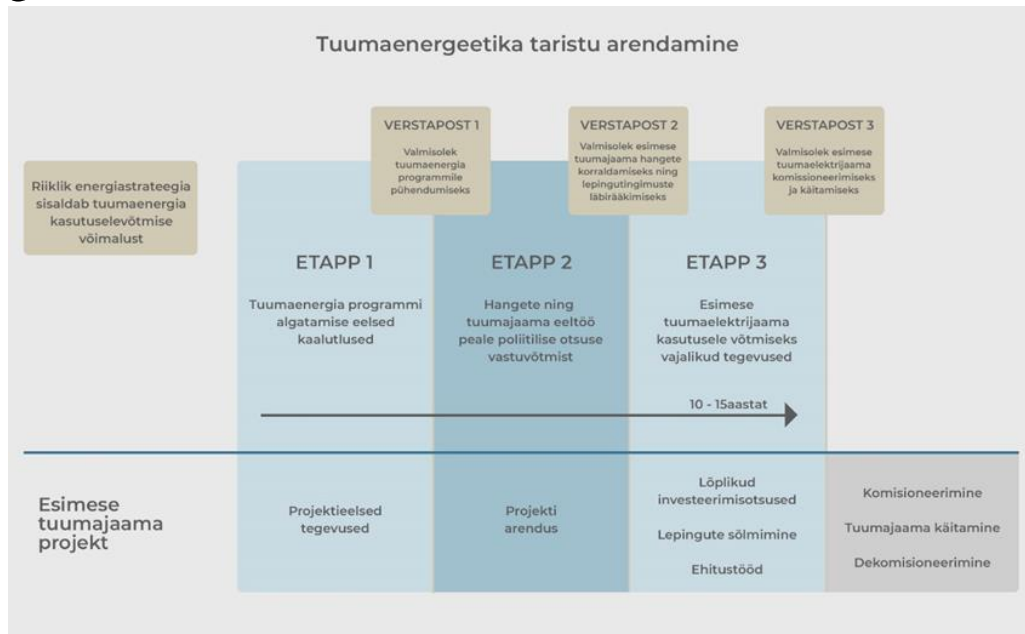 Tuumaenergeetika taristu arendamine
VERSTAPOST 1
Valmisolek
tuumaenergia
programmile
pühendumiseks
VERSTAPOST 2
Valmisolek esimese
tuumajaama hangete
korraldamiseks ning
lepingutingimuste
läbirääkimiseks
VERSTAPOST 3
Valmisolek esimese
tuumaelektrijaama
komissioneerimiseks
ja käitamiseks
Riiklik energiastrateegia
sisaldab tuumaenergia
kasutuselevõtmise
võimalust
ETAPP 1
Tuumaenergia programmi
algatamise eelsed
kaalutlused
ETAPP 2
Hangete ning
tuumajaama eeltöö
peale poliitilise otsuse
vastuvõtmist
ETAPP 3
Esimese
tuumaelektrijaama
kasutusele võtmiseks
vajalikud tegevused
10 - 15aastat
Esimese
tuumajaama
projekt
Projektieelsed
tegevused
Projekti
arendus
Lõplikud
investeerimisotsused
Lepingute sõlmimine
Ehitustööd
Komisioneerimine
Tuumajaama käitamine
Dekomisioneerimine